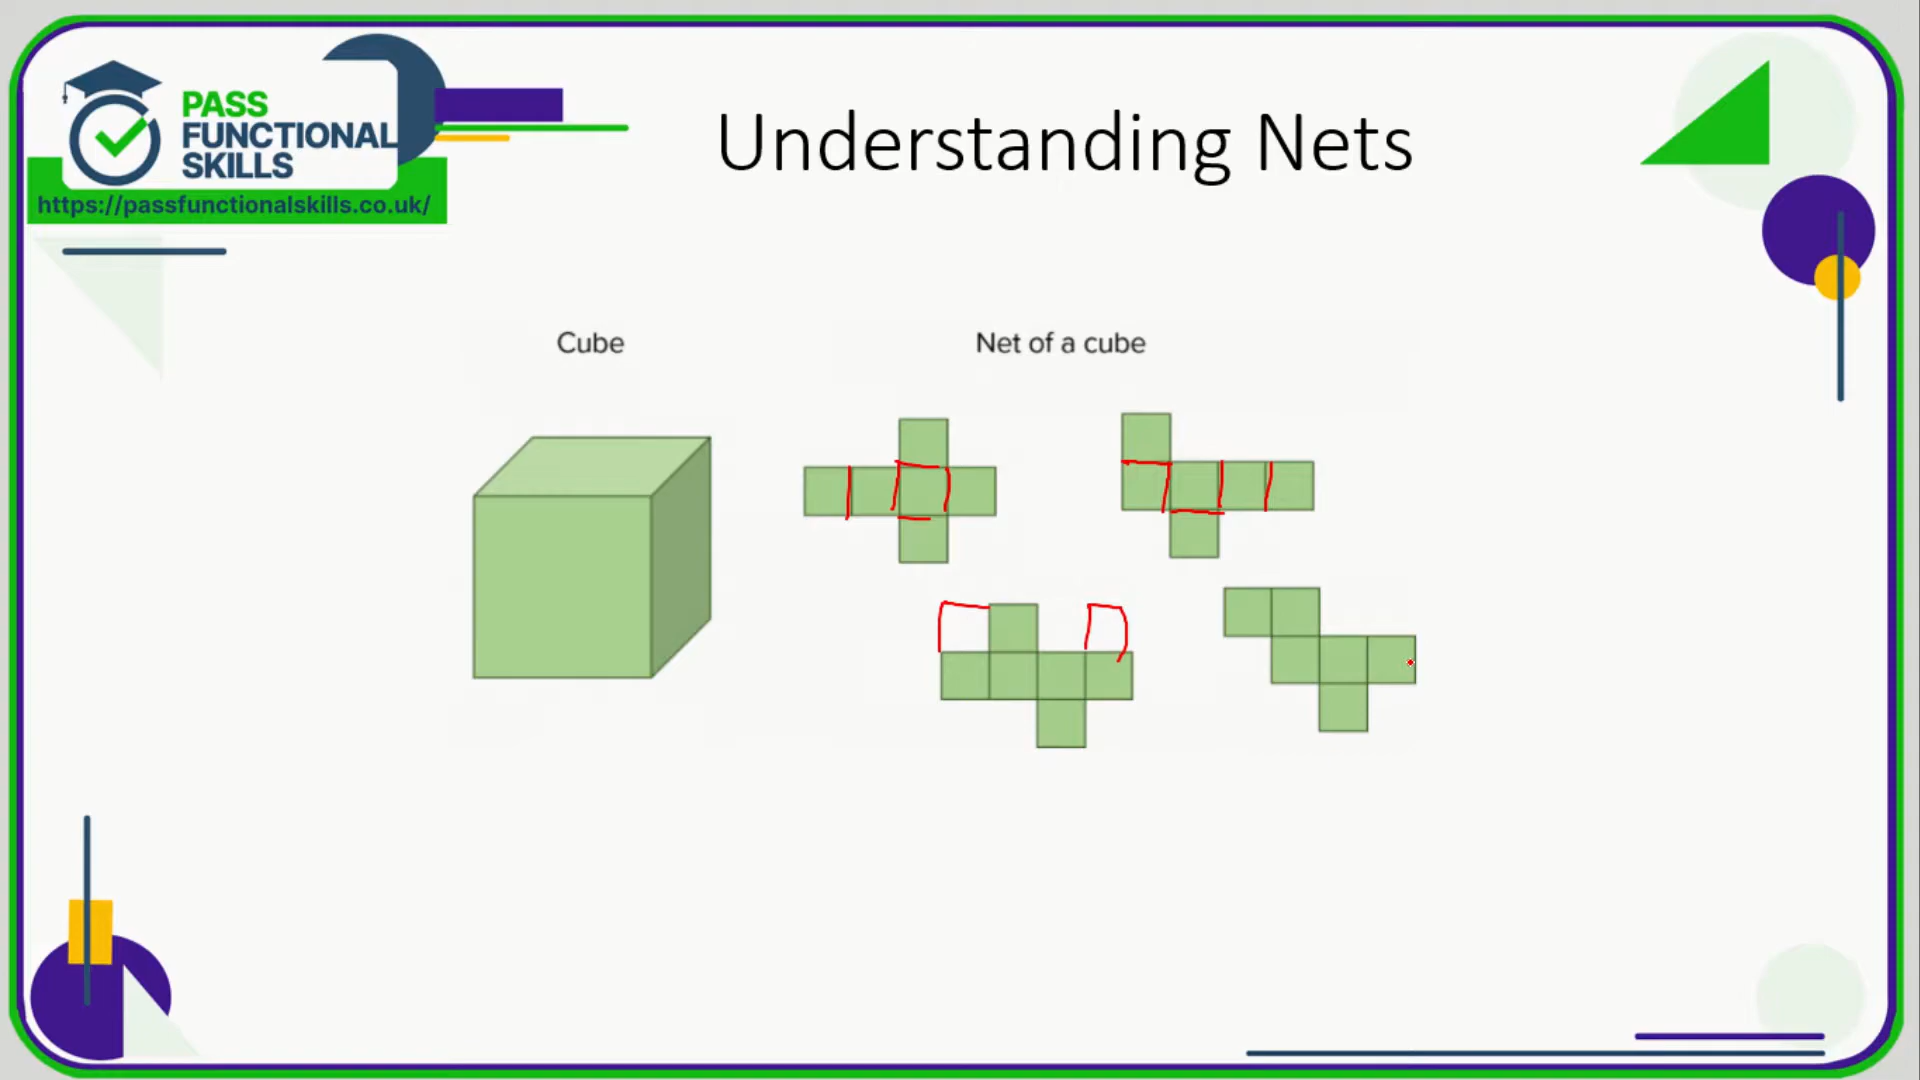 PASS
FUNCTIONAL
SKILLS
https://passfunctionalskills.co.uk/
Understanding Nets
Cube
Net of a cube